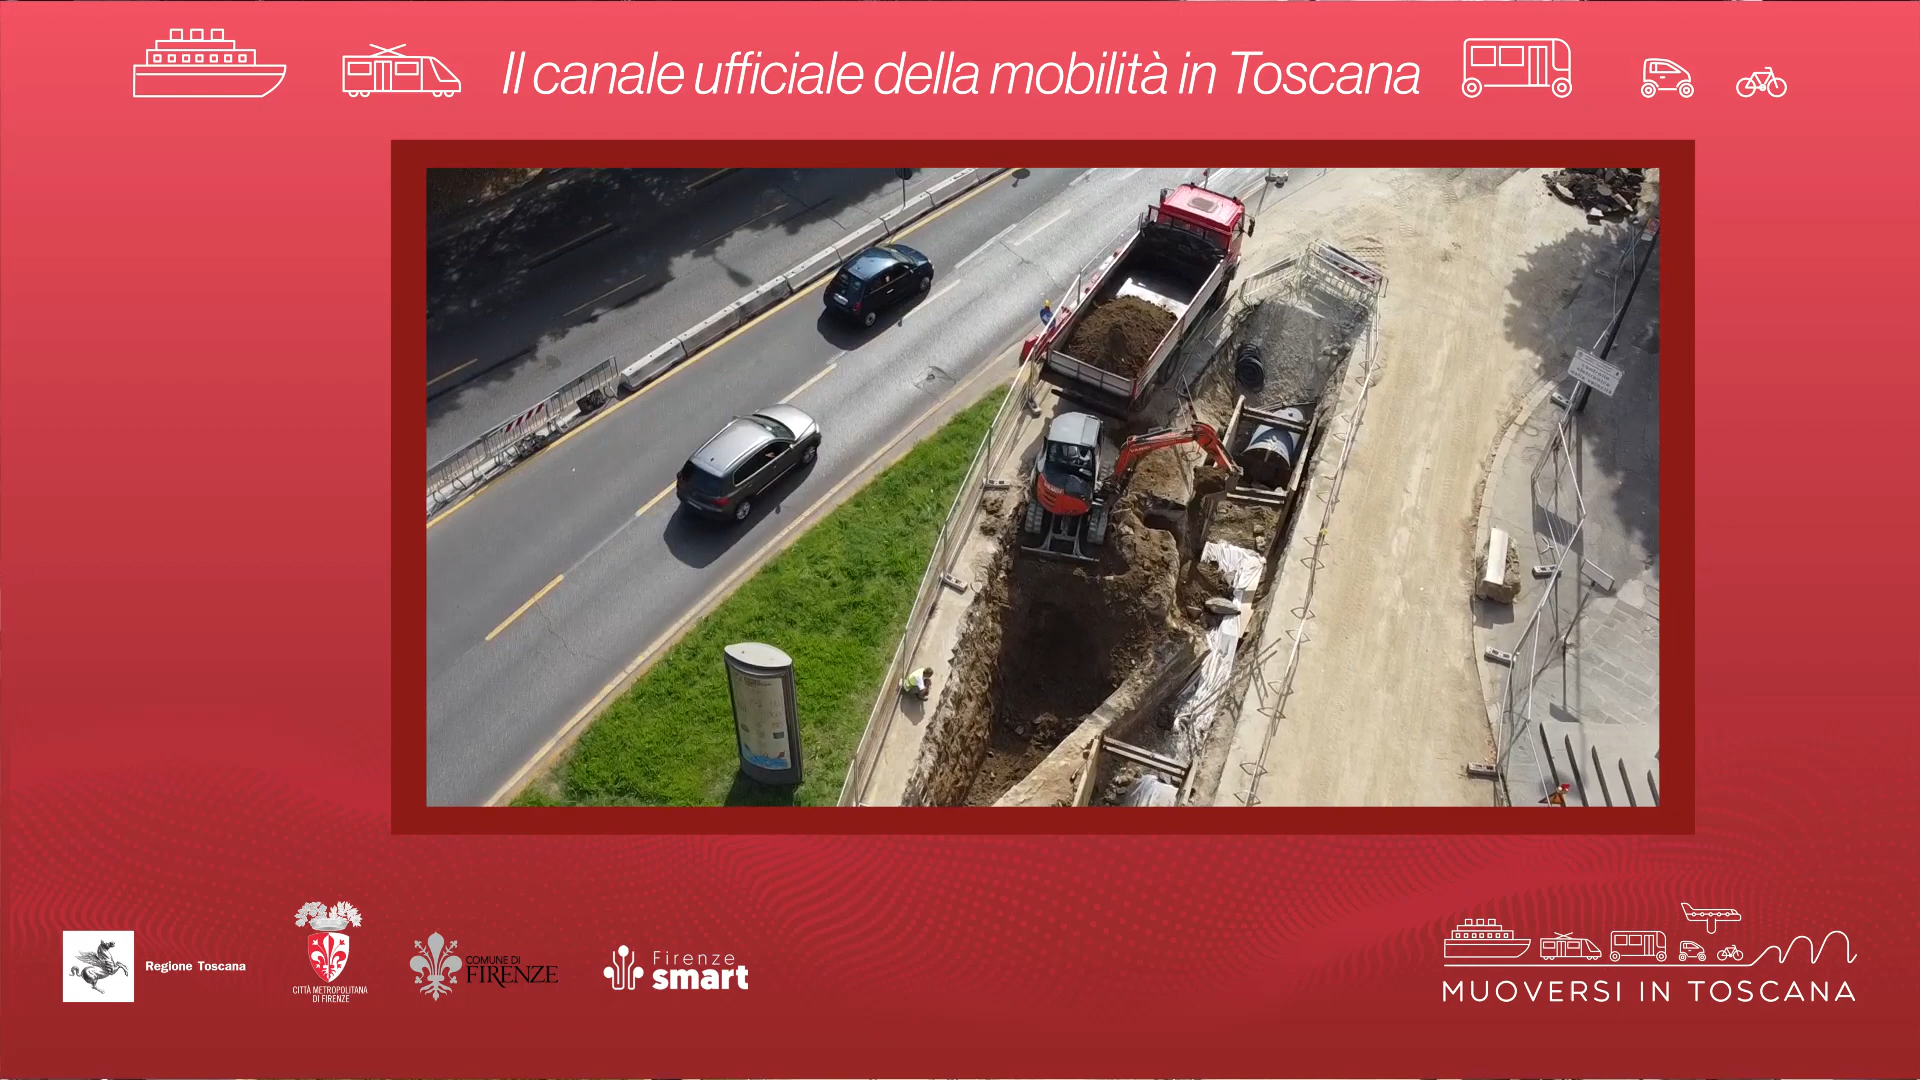 Il canale ufficiale della mobilità in Toscana
Regione Toscana
CITTÀ METROPOLITANA
DI FIRENZE
COMUNE DI
FIRENZE
Firenze
smart
MUOVERSI IN TOSCANA